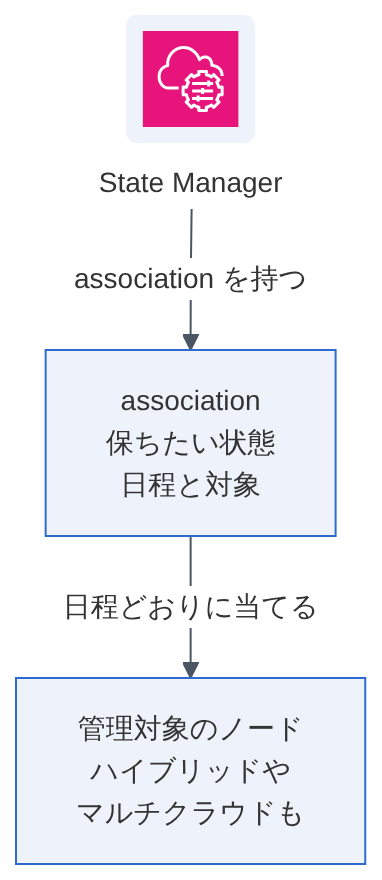 State Manager
association を持つ
association
保ちたい状態
日程と対象
日程どおりに当てる
管理対象のノード
ハイブリッドや
マルチクラウドも